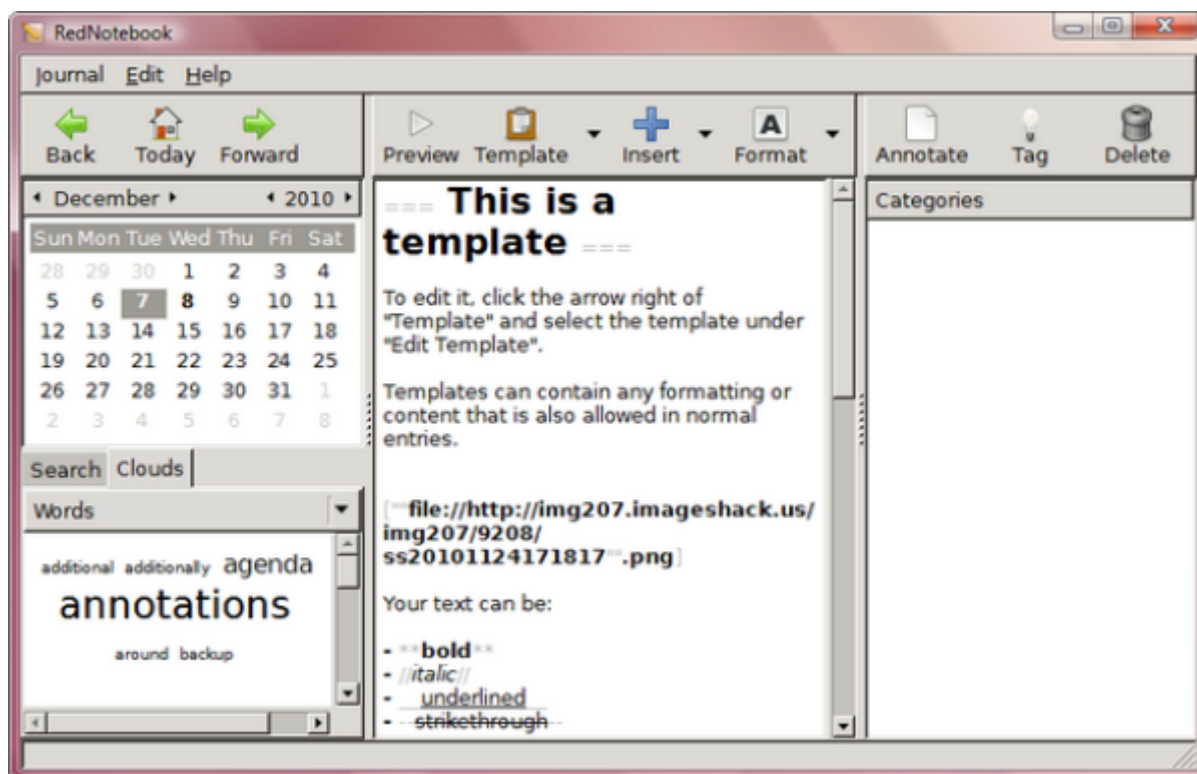 RedNotebook
Journal Edit Help
Back Today Forward
Preview Template Insert Format
Annotate Tag Delete
December 2010
Sun Mon Tue Wed Thu Fri Sat
28 29 30 1 2 3 4
5 6 7 8 9 10 11
12 13 14 15 16 17 18
19 20 21 22 23 24 25
26 27 28 29 30 31 1
2 3 4 5 6 7 8
Search Clouds
Words
additional additionally agenda
annotations
around backup
=== This is a
template ===
To edit it, click the arrow right of
"Template" and select the template under
"Edit Template".
Templates can contain any formatting or
content that is also allowed in normal
entries.
[""file://http://img207.imageshack.us/
img207/9208/
ss20101124171817"".png]
Your text can be:
- **bold**
- //italic//
- __underlined__
- --strikethrough--
Categories